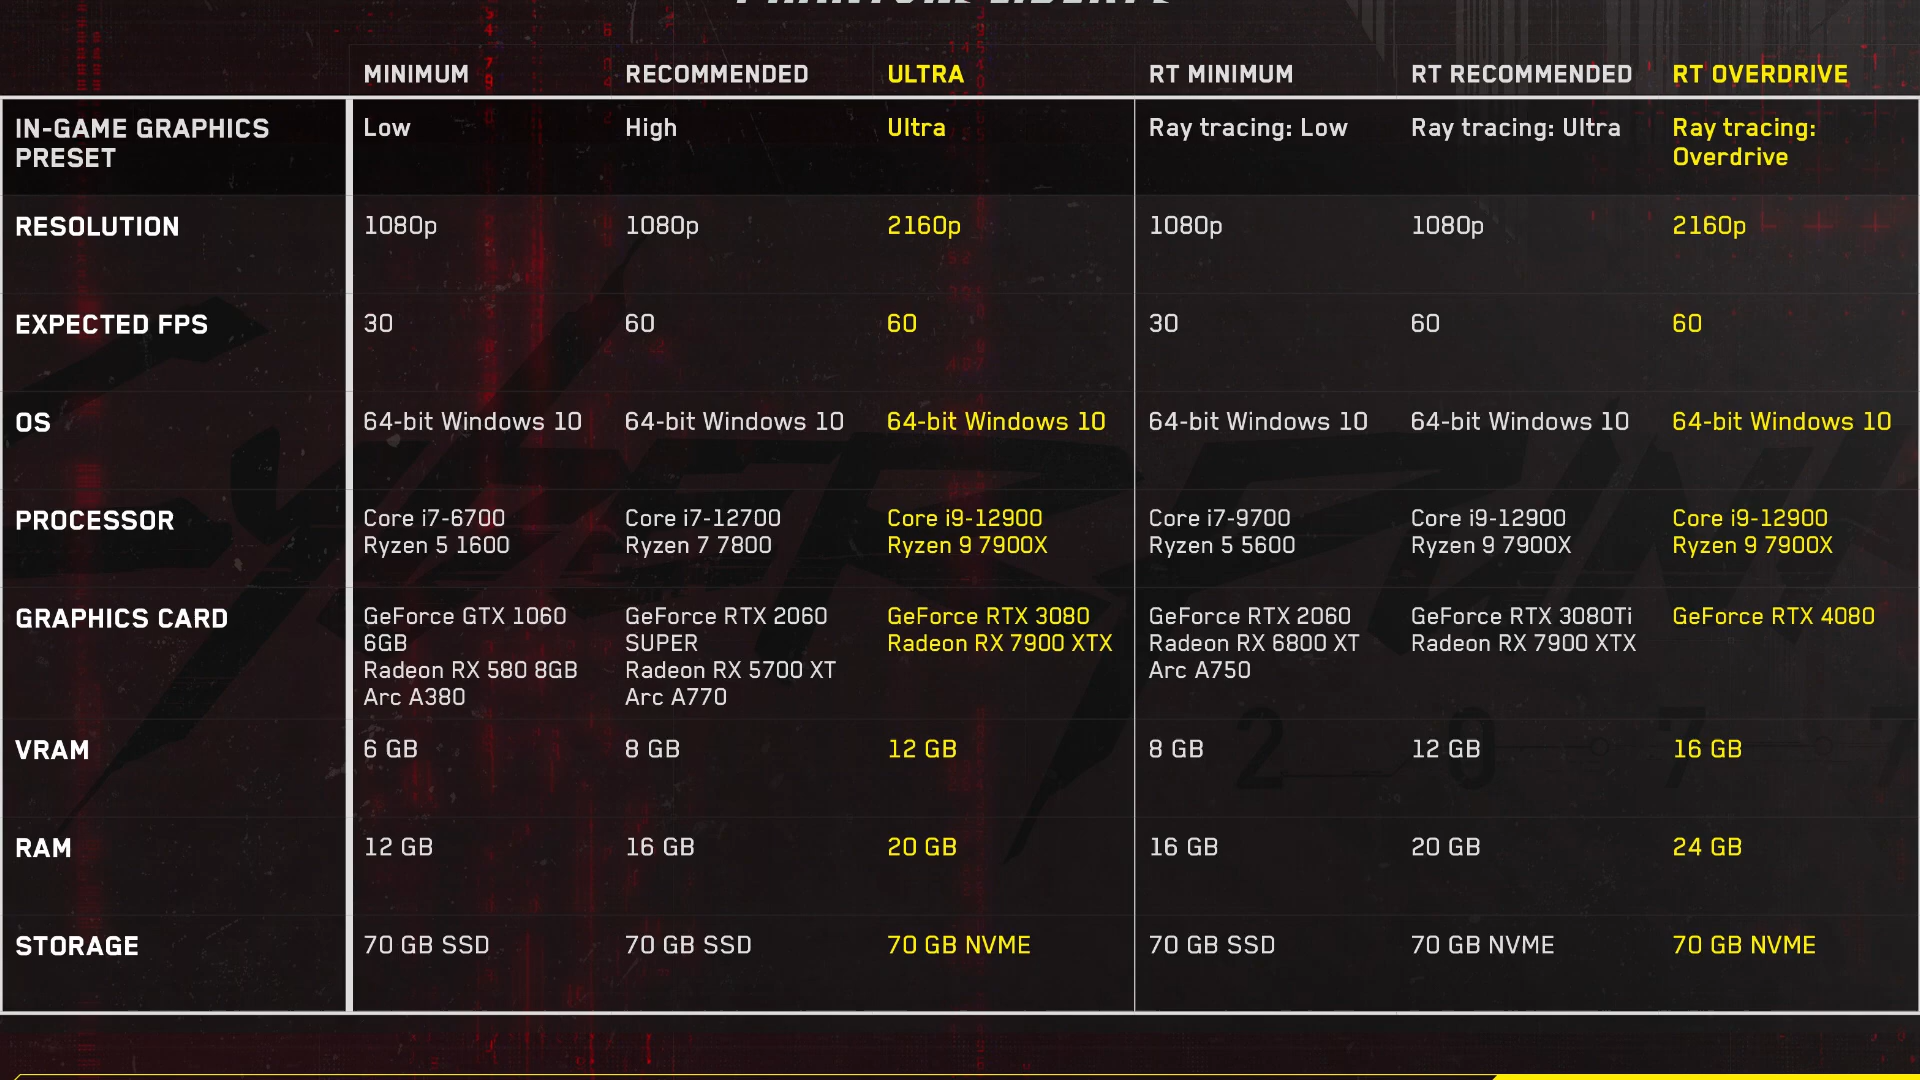 PHANTOM LIBERTY
MINIMUM RECOMMENDED ULTRA RT MINIMUM RT RECOMMENDED RT OVERDRIVE
IN-GAME GRAPHICS Low High Ultra Ray tracing: Low Ray tracing: Ultra Ray tracing:
PRESET Overdrive
RESOLUTION 1080p 1080p 2160p 1080p 1080p 2160p
EXPECTED FPS 30 60 60 30 60 60
OS 64-bit Windows 10 64-bit Windows 10 64-bit Windows 10 64-bit Windows 10 64-bit Windows 10 64-bit Windows 10
PROCESSOR Core i7-6700 Core i7-12700 Core i9-12900 Core i7-9700 Core i9-12900 Core i9-12900
Ryzen 5 1600 Ryzen 7 7800 Ryzen 9 7900X Ryzen 5 5600 Ryzen 9 7900X Ryzen 9 7900X
GRAPHICS CARD GeForce GTX 1060 GeForce RTX 2060 GeForce RTX 3080 GeForce RTX 2060 GeForce RTX 3080Ti GeForce RTX 4080
6GB SUPER Radeon RX 7900 XTX Radeon RX 6800 XT Radeon RX 7900 XTX
Radeon RX 580 8GB Radeon RX 5700 XT Arc A750
Arc A380 Arc A770
VRAM 6 GB 8 GB 12 GB 8 GB 12 GB 16 GB
RAM 12 GB 16 GB 20 GB 16 GB 20 GB 24 GB
STORAGE 70 GB SSD 70 GB SSD 70 GB NVME 70 GB SSD 70 GB NVME 70 GB NVME